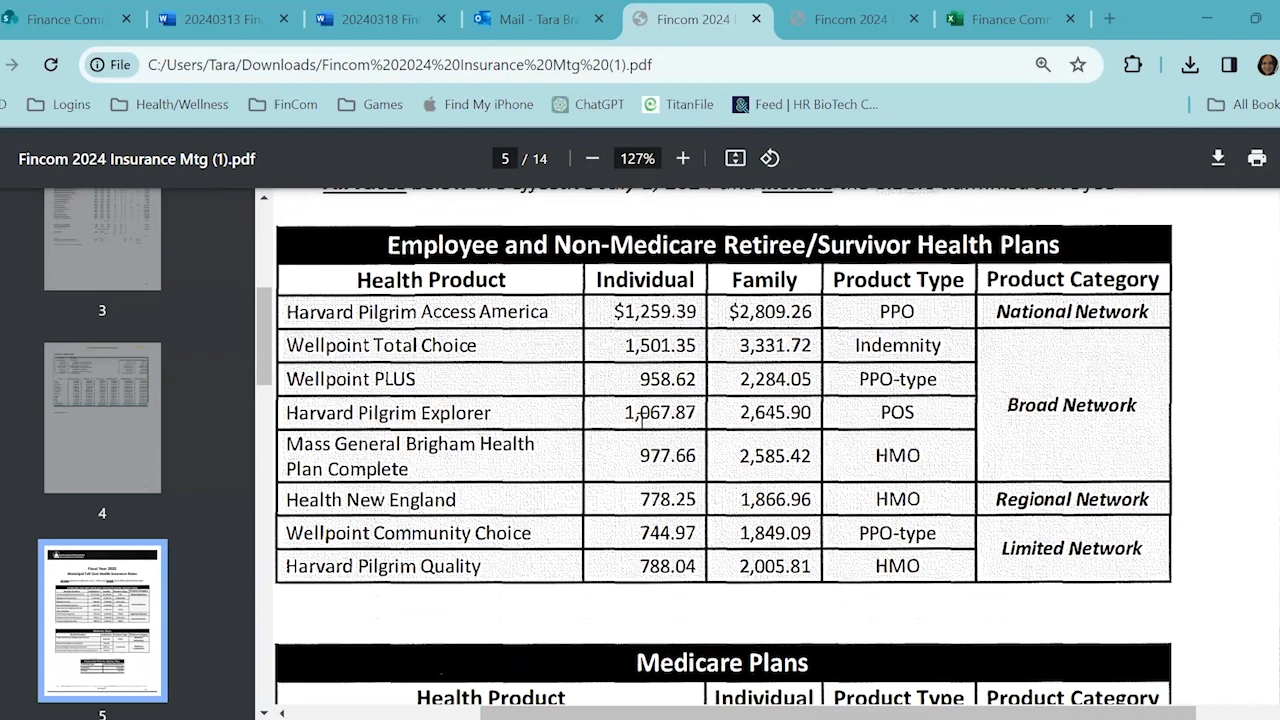 Finance Comm
20240313 Fin
20240318 Fin
Mail - Tara Bra
Fincom 2024
Fincom 2024
Finance Comm
File
C:/Users/Tara/Downloads/Fincom%202024%20Insurance%20Mtg%20(1).pdf
Logins
Health/Wellness
FinCom
Games
Find My iPhone
ChatGPT
TitanFile
Feed | HR BioTech C...
All Book
Fincom 2024 Insurance Mtg (1).pdf
5 / 14
127%
3
4
5
Employee and Non-Medicare Retiree/Survivor Health Plans
Health Product Individual Family Product Type Product Category
Harvard Pilgrim Access America $1,259.39 $2,809.26 PPO National Network
Wellpoint Total Choice 1,501.35 3,331.72 Indemnity
Wellpoint PLUS 958.62 2,284.05 PPO-type
Broad Network
Harvard Pilgrim Explorer 1,067.87 2,645.90 POS
Mass General Brigham Health
Plan Complete
977.66 2,585.42 HMO
Health New England 778.25 1,866.96 HMO Regional Network
Wellpoint Community Choice 744.97 1,849.09 PPO-type
Limited Network
Harvard Pilgrim Quality 788.04 2,005.81 HMO
Medicare Plans
Health Product Individual Product Type Product Category